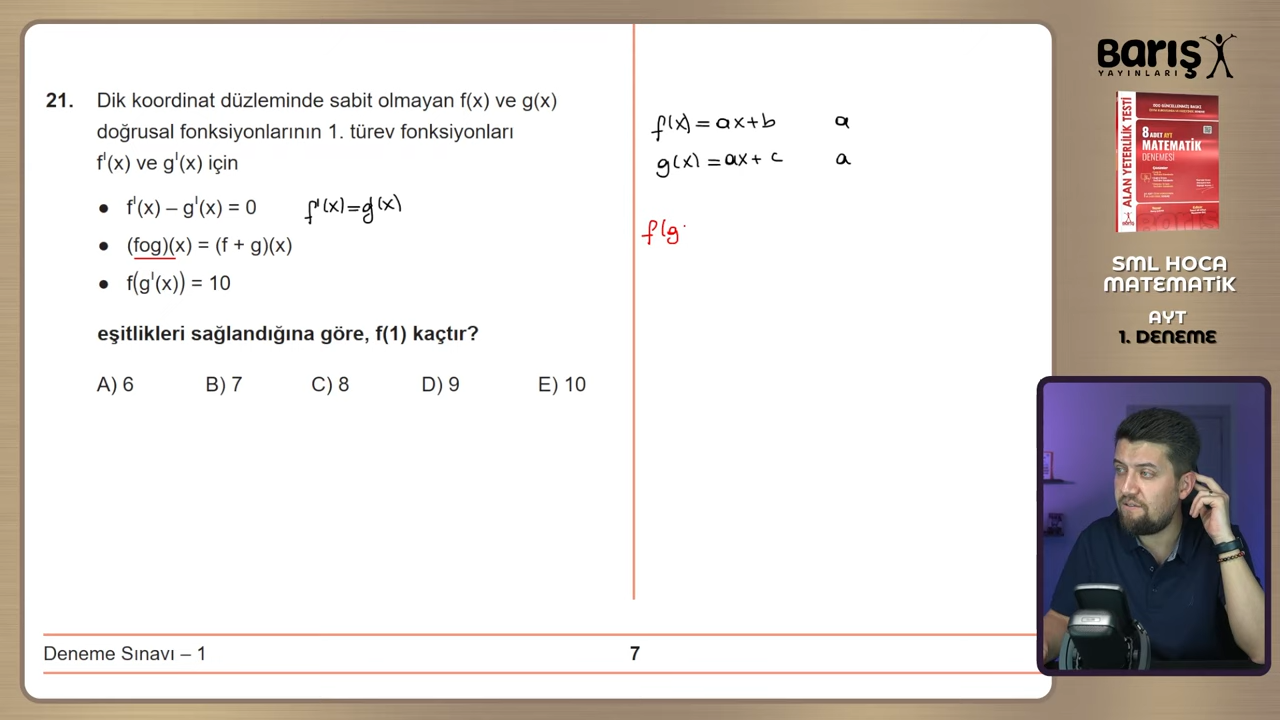 21. Dik koordinat düzleminde sabit olmayan f(x) ve g(x)
doğrusal fonksiyonlarının 1. türev fonksiyonları
f'(x) ve g'(x) için
● f'(x) – g'(x) = 0 f'(x) = g'(x)
● (fog)(x) = (f + g)(x)
● f(g'(x)) = 10
eşitlikleri sağlandığına göre, f(1) kaçtır?
A) 6 B) 7 C) 8 D) 9 E) 10
Deneme Sınavı – 1
7
f(x) = ax+b a
g(x) = ax+c a
f(g
BARIŞ
YAYINLARI
ALAN YETERLİLİK TESTİ
8 ADET AYT
MATEMATİK
DENEMESİ
SML HOCA
MATEMATİK
AYT
1. DENEME